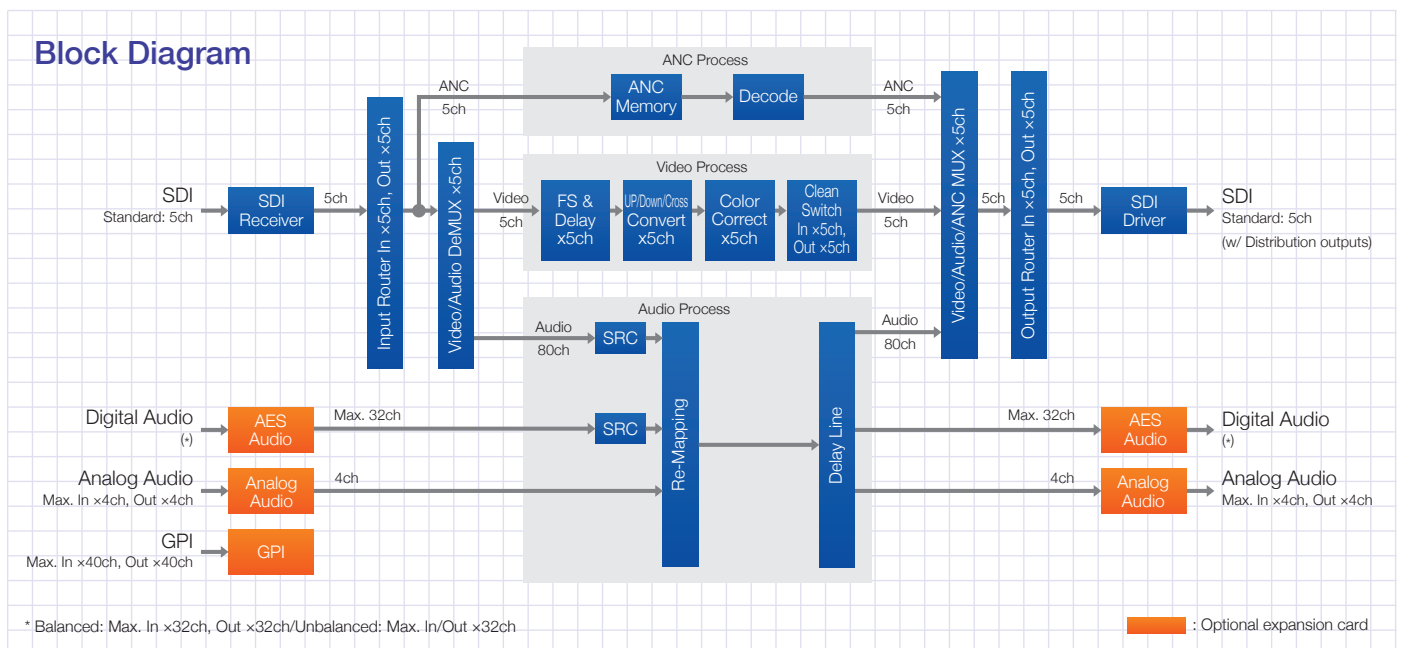 Block Diagram
ANC Process
ANC
5ch
ANC
Memory
Decode
ANC
5ch
SDI
Standard: 5ch
SDI
Receiver
5ch
Input Router In ×5ch, Out ×5ch
Video/Audio DeMUX ×5ch
Video
5ch
Video Process
FS &
Delay
x5ch
UP/Down/Cross
Convert
x5ch
Color
Correct
x5ch
Clean
Switch
In ×5ch,
Out ×5ch
Video
5ch
Video/Audio/ANC MUX ×5ch
5ch
Output Router In ×5ch, Out ×5ch
5ch
SDI
Driver
SDI
Standard: 5ch
(w/ Distribution outputs)
Audio Process
Audio
80ch
SRC
Re-Mapping
Delay Line
Audio
80ch
Digital Audio
(*)
AES
Audio
Max. 32ch
SRC
Max. 32ch
AES
Audio
Digital Audio
(*)
Analog Audio
Max. In ×4ch, Out ×4ch
Analog
Audio
4ch
4ch
Analog
Audio
Analog Audio
Max. In ×4ch, Out ×4ch
GPI
Max. In ×40ch, Out ×40ch
GPI
* Balanced: Max. In ×32ch, Out ×32ch/Unbalanced: Max. In/Out ×32ch
: Optional expansion card